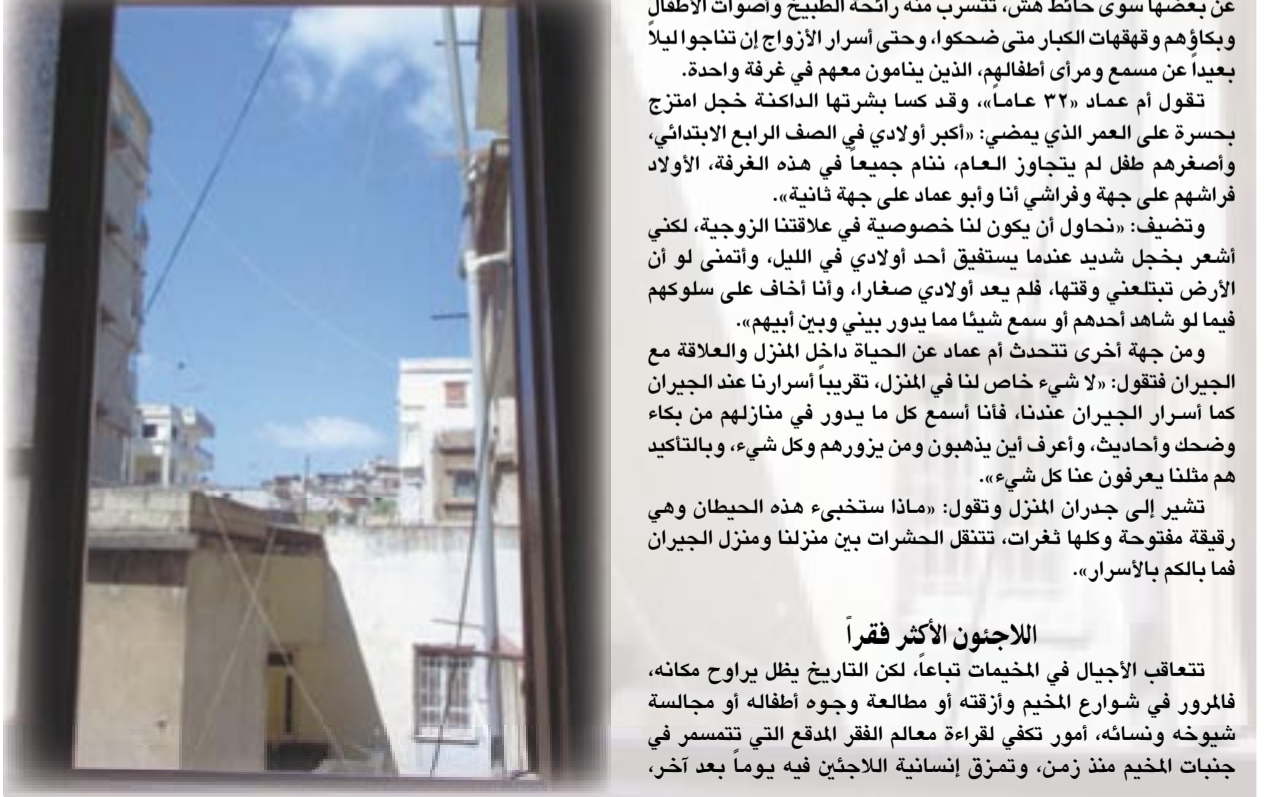 عن بعضها سوى حائط هش، تتسرب منه رائحة الطبيخ وأصوات الأطفال
وبكاؤهم وقهقهات الكبار متى ضحكوا، وحتى أسرار الأزواج إن تناجوا ليلاً
بعيداً عن مسمع ومرأى أطفالهم، الذين ينامون معهم في غرفة واحدة.
تقول أم عماد «٣٢ عاماً»، وقد كسا بشرتها الداكنة خجل امتزج
بحسرة على العمر الذي يمضي: «أكبر أولادي في الصف الرابع الابتدائي،
وأصغرهم طفل لم يتجاوز العام، ننام جميعاً في هذه الغرفة، الأولاد
فراشهم على جهة وفراشي أنا وأبو عماد على جهة ثانية».
وتضيف: «نحاول أن يكون لنا خصوصية في علاقتنا الزوجية، لكني
أشعر بخجل شديد عندما يستفيق أحد أولادي في الليل، وأتمنى لو أن
الأرض تبتلعني وقتها، فلم يعد أولادي صغارا، وأنا أخاف على سلوكهم
فيما لو شاهد أحدهم أو سمع شيئا مما يدور بيني وبين أبيهم».
ومن جهة أخرى تتحدث أم عماد عن الحياة داخل المنزل والعلاقة مع
الجيران فتقول: «لا شيء خاص لنا في المنزل، تقريباً أسرارنا عند الجيران
كما أسرار الجيران عندنا، فأنا أسمع كل ما يدور في منازلهم من بكاء
وضحك وأحاديث، وأعرف أين يذهبون ومن يزورهم وكل شيء، وبالتأكيد
هم مثلنا يعرفون عنا كل شيء».
تشير إلى جدران المنزل وتقول: «ماذا ستخبىء هذه الحيطان وهي
رقيقة مفتوحة وكلها ثغرات، تتنقل الحشرات بين منزلنا ومنزل الجيران
فما بالكم بالأسرار».
اللاجئون الأكثر فقراً
تتعاقب الأجيال في المخيمات تباعاً، لكن التاريخ يظل يراوح مكانه،
فالمرور في شوارع المخيم وأزقته أو مطالعة وجوه أطفاله أو مجالسة
شيوخه ونسائه، أمور تكفي لقراءة معالم الفقر المدقع التي تتمسمر في
جنبات المخيم منذ زمن، وتمزق إنسانية اللاجئين فيه يوماً بعد آخر،